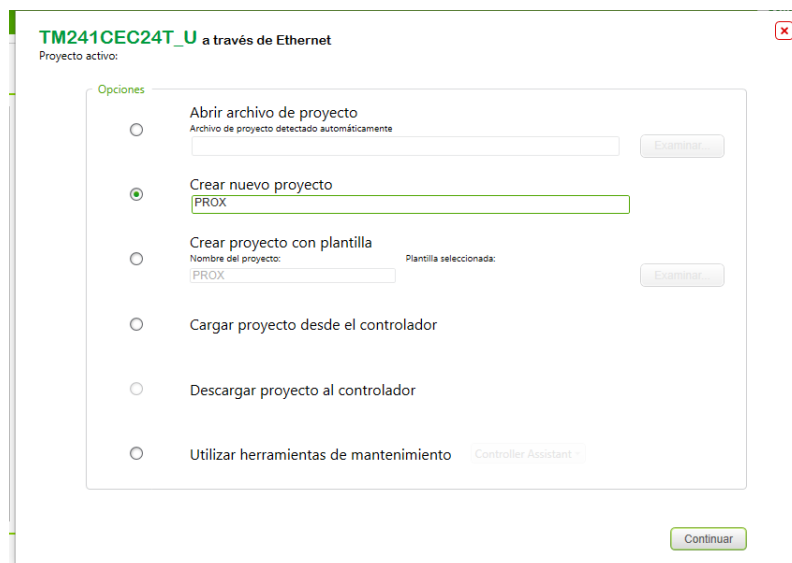 TM241CEC24T_U a través de Ethernet
Proyecto activo:
Opciones
Abrir archivo de proyecto
Archivo de proyecto detectado automáticamente
Examinar...
Crear nuevo proyecto
PROX
Crear proyecto con plantilla
Nombre del proyecto: Plantilla seleccionada:
PROX
Examinar...
Cargar proyecto desde el controlador
Descargar proyecto al controlador
Utilizar herramientas de mantenimiento Controller Assistant
Continuar